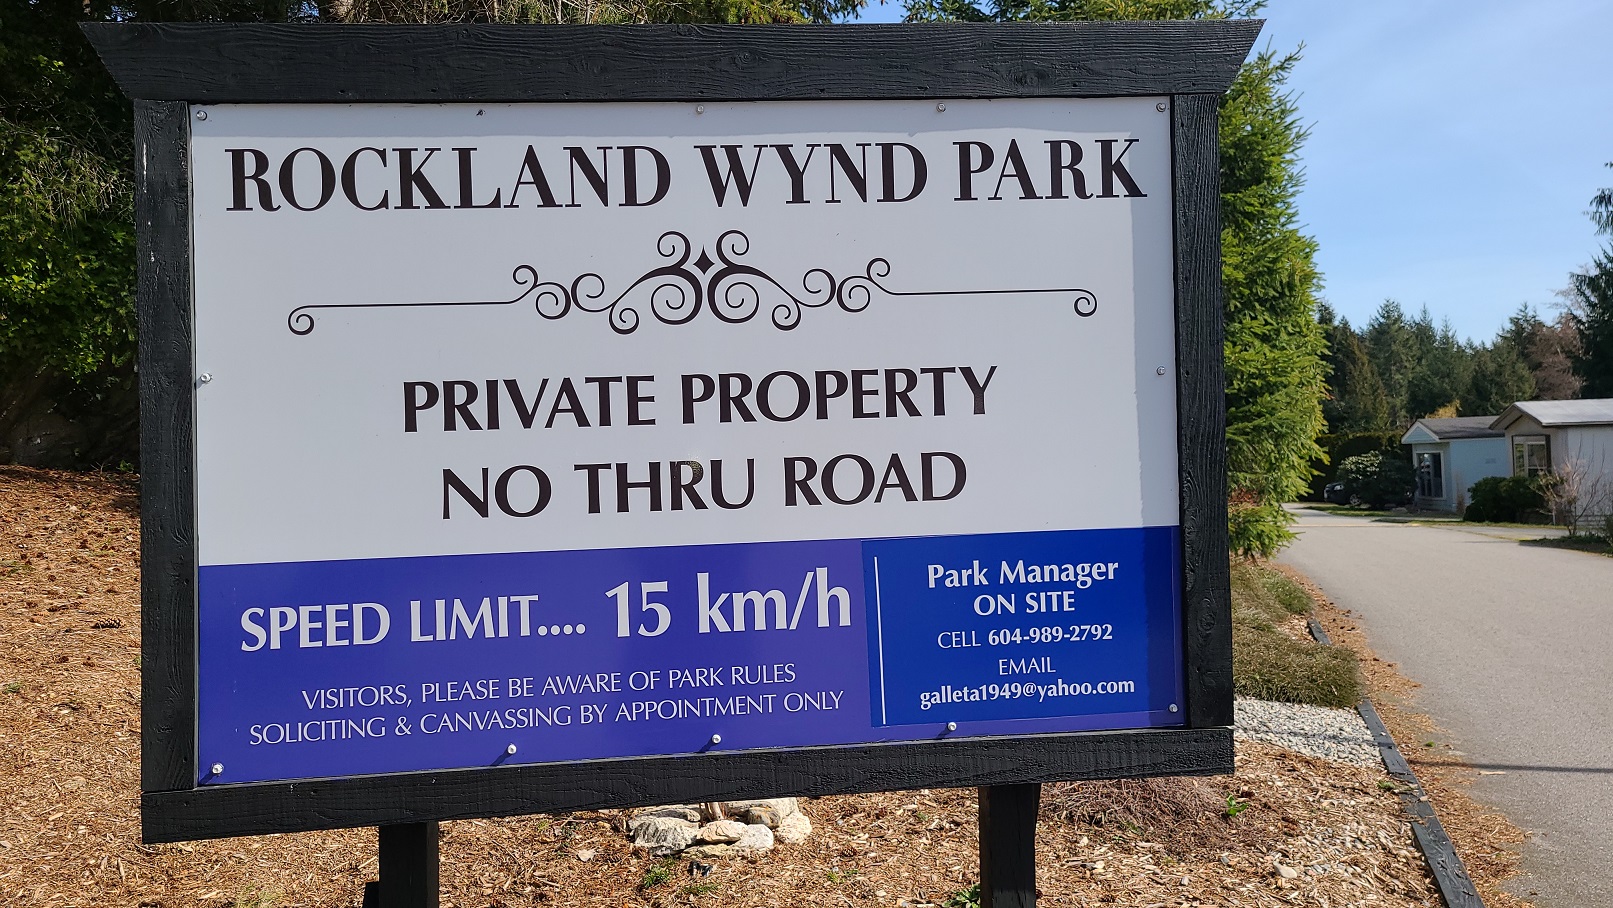 ROCKLAND WYND PARK
PRIVATE PROPERTY
NO THRU ROAD
SPEED LIMIT.... 15 km/h
VISITORS, PLEASE BE AWARE OF PARK RULES
SOLICITING & CANVASSING BY APPOINTMENT ONLY
Park Manager
ON SITE
CELL 604-989-2792
EMAIL
galleta1949@yahoo.com